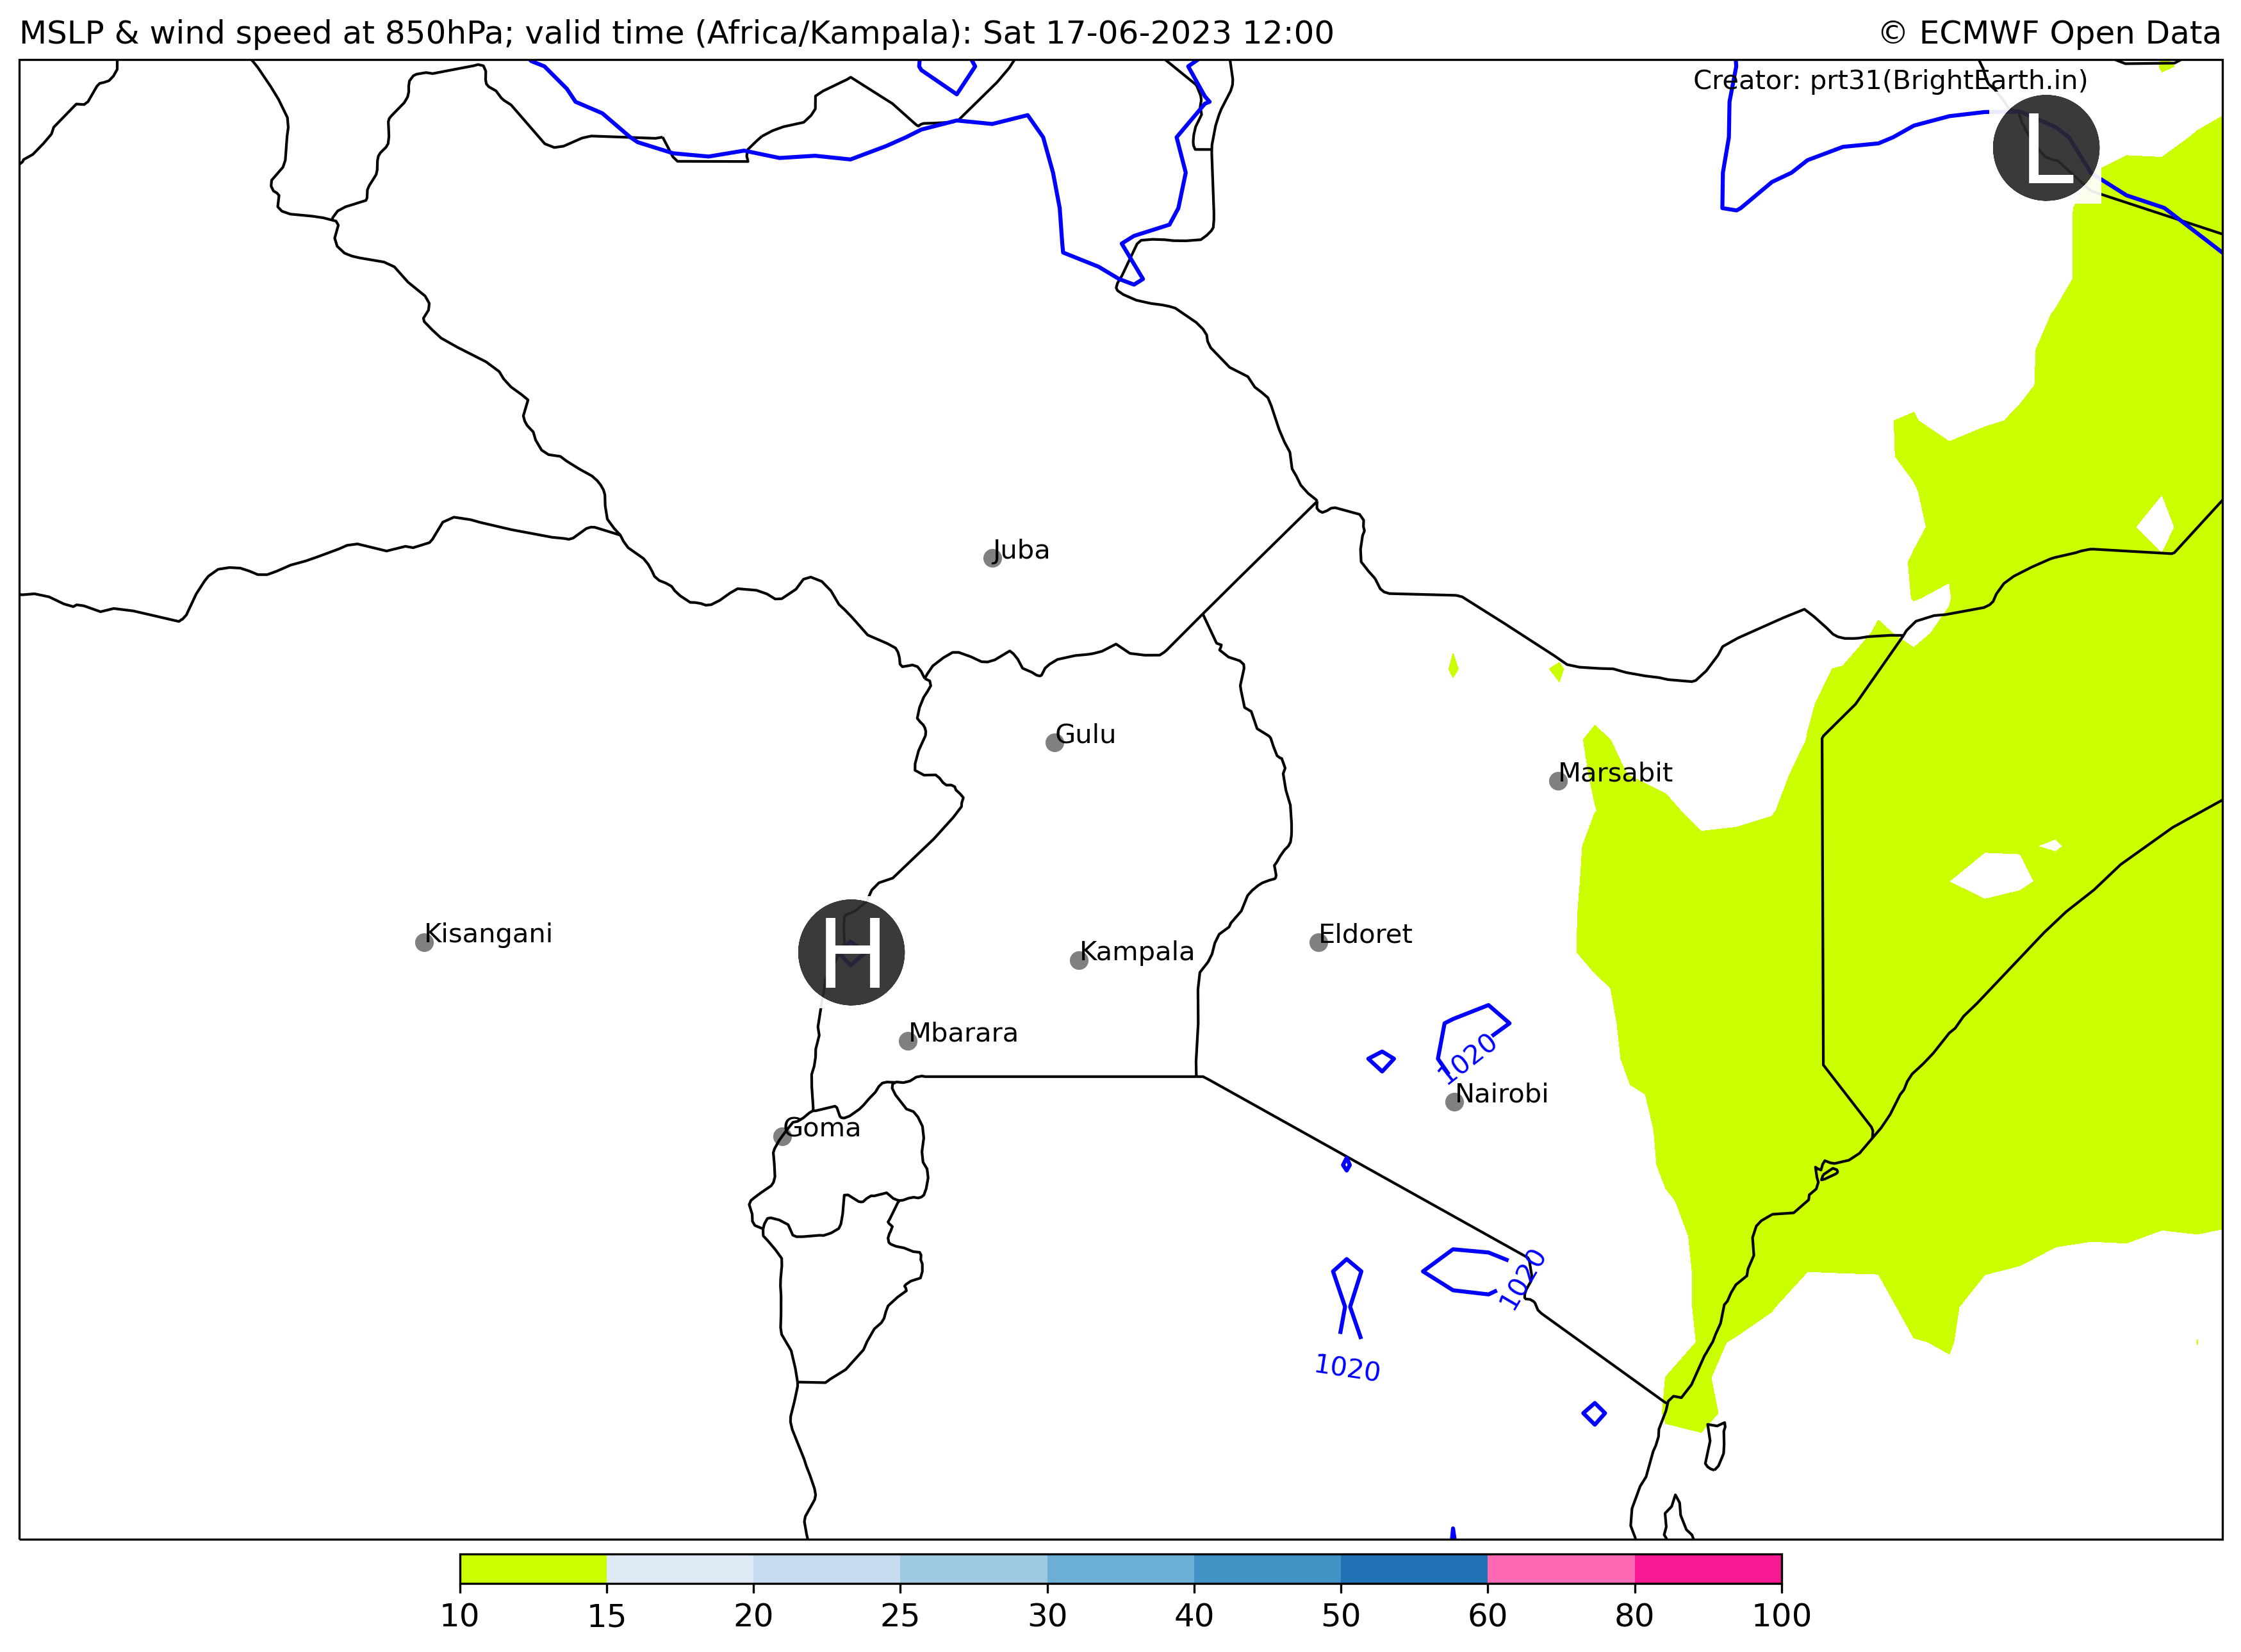 MSLP & wind speed at 850hPa; valid time (Africa/Kampala): Sat 17-06-2023 12:00
© ECMWF Open Data
Creator: prt31(BrightEarth.in)
L
Juba
Gulu
Marsabit
Kisangani
H
Kampala
Eldoret
Mbarara
1020
Nairobi
Goma
1020
1020
10 15 20 25 30 40 50 60 80 100